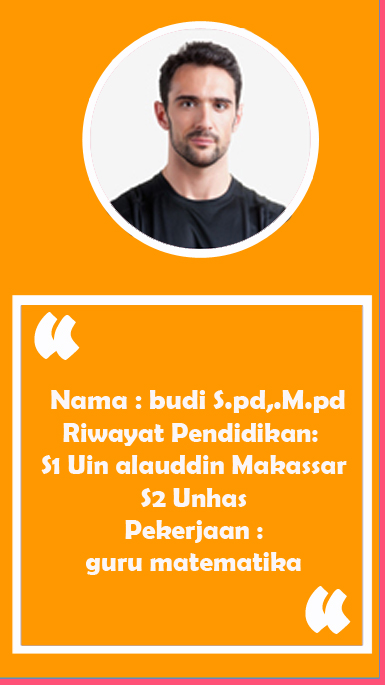 Nama : budi S.pd,.M.pd
Riwayat Pendidikan:
S1 Uin alauddin Makassar
S2 Unhas
Pekerjaan :
guru matematika